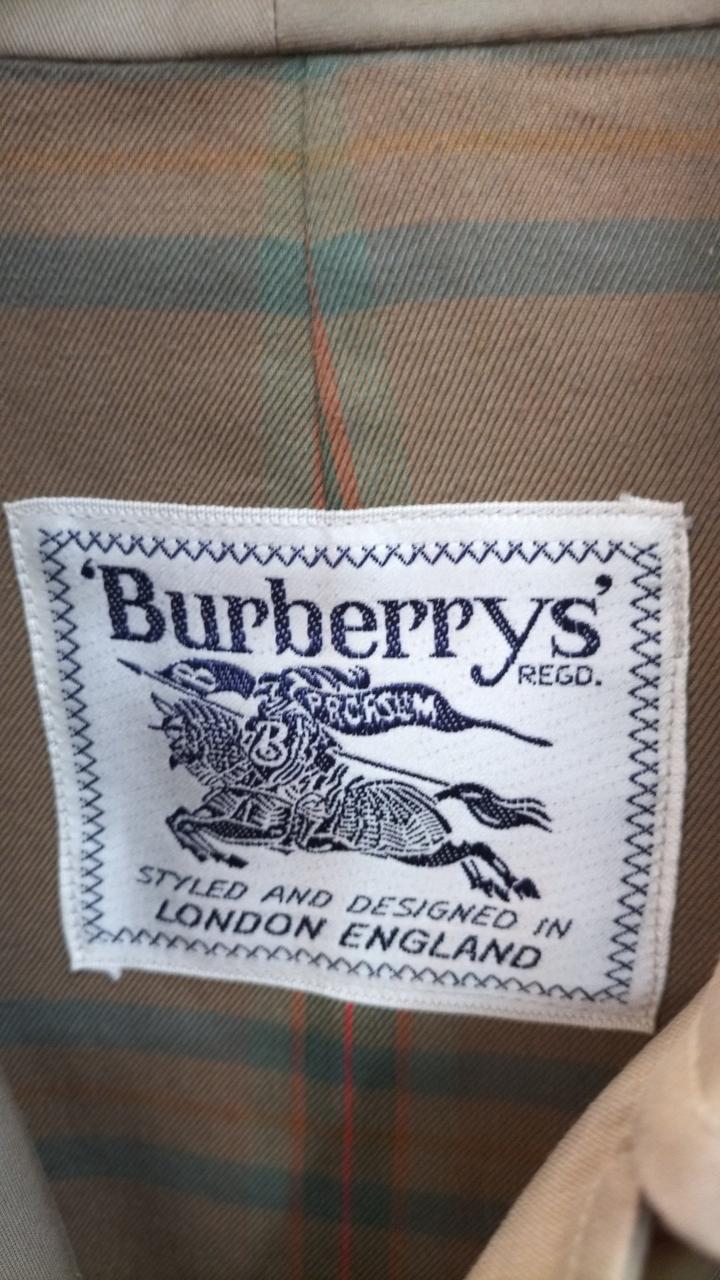 'Burberrys'
REGD.
PRORSUM
B
STYLED AND DESIGNED IN
LONDON ENGLAND